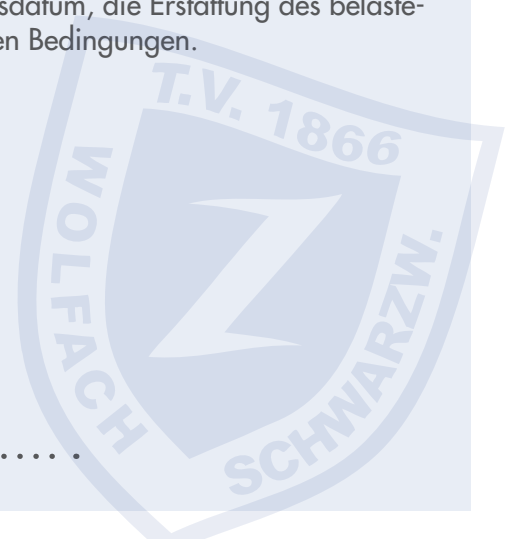 sdatum, die Erstattung des belaste-
en Bedingungen.
T.V. 1866
WOLFACH
SCHWARZW.
Z
..... .